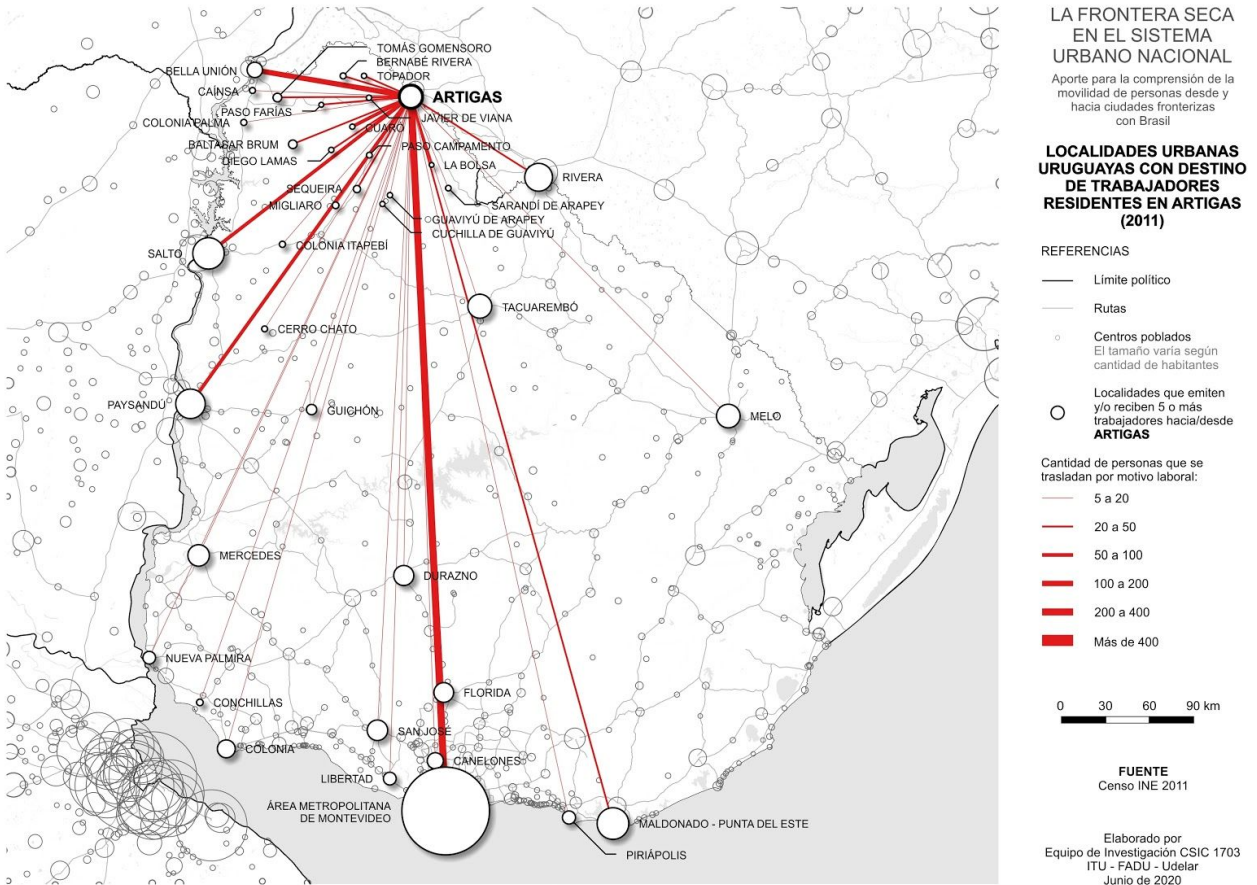 TOMÁS GOMENSORO
BERNABÉ RIVERA
BELLA UNIÓN
TOPADOR
CAÍNSA
ARTIGAS
PASO FARÍAS
JAVIER DE VIANA
COLONIA PALMA
CUARÓ
BALTASAR BRUM
PASO CAMPAMENTO
DIEGO LAMAS
LA BOLSA
RIVERA
SEQUEIRA
SARANDÍ DE ARAPEY
MIGLIARO
GUAVIYÚ DE ARAPEY
CUCHILLA DE GUAVIYÚ
COLONIA ITAPEBÍ
SALTO
TACUAREMBÓ
CERRO CHATO
PAYSANDÚ
GUICHÓN
MELO
MERCEDES
DURAZNO
NUEVA PALMIRA
FLORIDA
CONCHILLAS
SAN JOSÉ
COLONIA
CANELONES
LIBERTAD
ÁREA METROPOLITANA
DE MONTEVIDEO
MALDONADO - PUNTA DEL ESTE
PIRIÁPOLIS
LA FRONTERA SECA
EN EL SISTEMA
URBANO NACIONAL
Aporte para la comprensión de la
movilidad de personas desde y
hacia ciudades fronterizas
con Brasil
LOCALIDADES URBANAS
URUGUAYAS CON DESTINO
DE TRABAJADORES
RESIDENTES EN ARTIGAS
(2011)
REFERENCIAS
Límite político
Rutas
Centros poblados
El tamaño varía según
cantidad de habitantes
Localidades que emiten
y/o reciben 5 o más
trabajadores hacia/desde
ARTIGAS
Cantidad de personas que se
trasladan por motivo laboral:
5 a 20
20 a 50
50 a 100
100 a 200
200 a 400
Más de 400
0 30 60 90 km
FUENTE
Censo INE 2011
Elaborado por
Equipo de Investigación CSIC 1703
ITU - FADU - Udelar
Junio de 2020